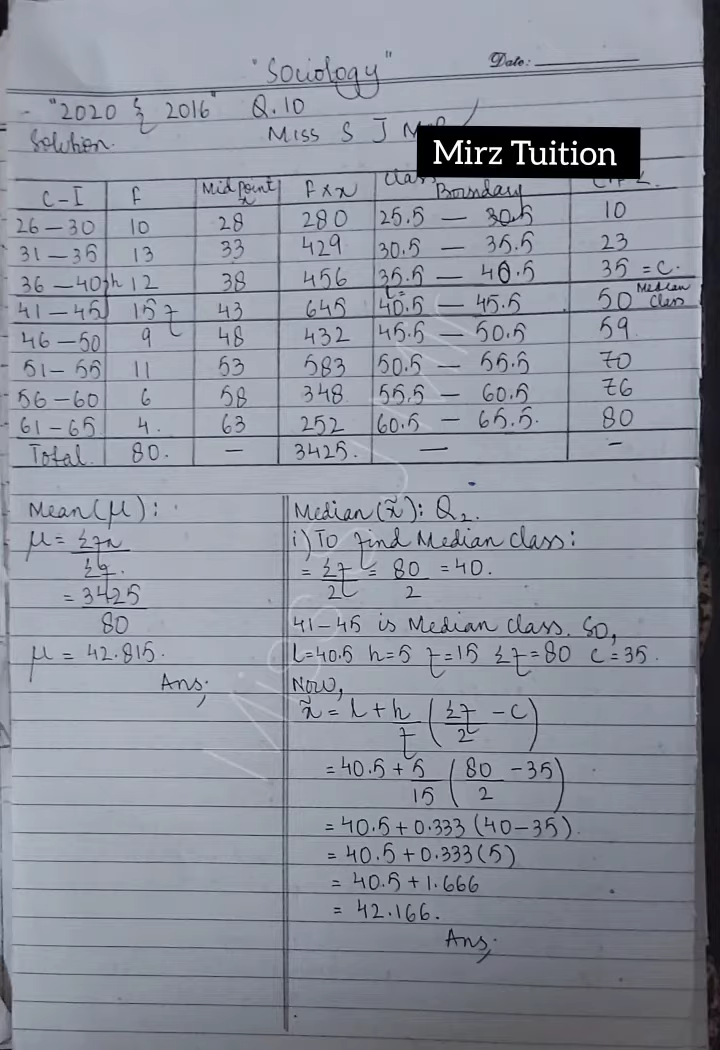 "Sociology"
Date:
"2020 & 2016" Q.10
Solution. Miss S J
Mirz Tuition
C-I F Mid point x F×x Class Boundary
26-30 10 28 280 25.5 — 30.5 10
31-35 13 33 429 30.5 — 35.5 23
36-40 h 12 38 456 35.5 — 40.5 35 = C.
41-45 15 f 43 645 l= 40.5 — 45.5 50 Median class
46-50 9 48 432 45.5 — 50.5 59
51-55 11 53 583 50.5 — 55.5 70
56-60 6 58 348 55.5 — 60.5 76
61-65 4. 63 252 60.5 — 65.5. 80
Total 80. — 3425. — —
Mean (μ):
μ = Σfx
Σf.
= 3425
80
μ = 42.815.
Ans;
Median (x̃): Q2.
i) To find Median class:
= Σf = 80 = 40.
2 2
41-45 is Median class. So,
l=40.5 h=5 f=15 Σf=80 C=35.
Now,
x̃ = l + h ( Σf - C )
f 2
= 40.5 + 5 ( 80 - 35 )
15 2
= 40.5 + 0.333 (40-35).
= 40.5 + 0.333 (5)
= 40.5 + 1.666
= 42.166.
Ans;